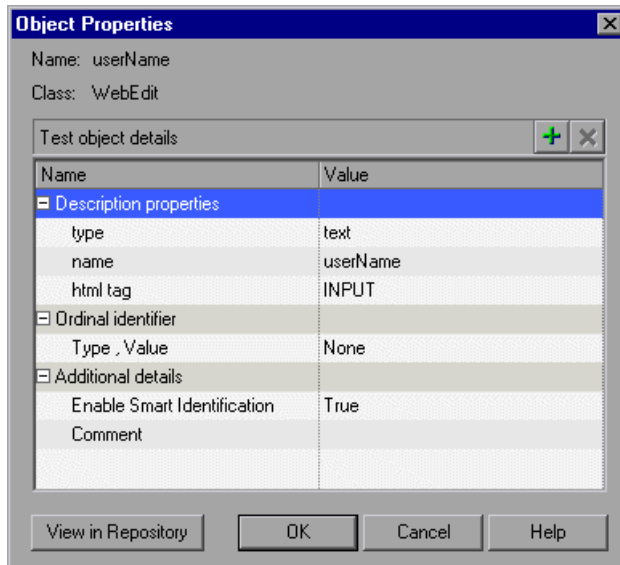 Object Properties
Name: userName
Class: WebEdit
Test object details
Name Value
Description properties
type text
name userName
html tag INPUT
Ordinal identifier
Type , Value None
Additional details
Enable Smart Identification True
Comment
View in Repository OK Cancel Help